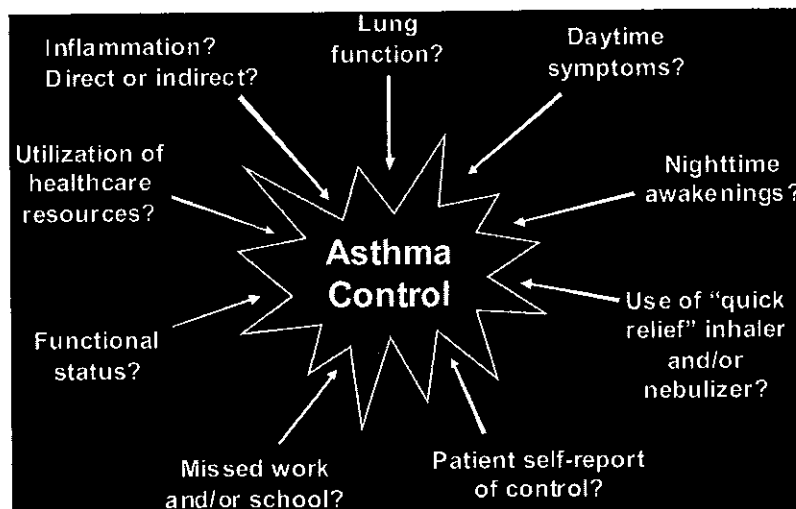 Inflammation?
Direct or indirect?
Lung
function?
Daytime
symptoms?
Utilization of
healthcare
resources?
Nighttime
awakenings?
Asthma
Control
Functional
status?
Use of "quick
relief" inhaler
and/or
nebulizer?
Missed work
and/or school?
Patient self-report
of control?